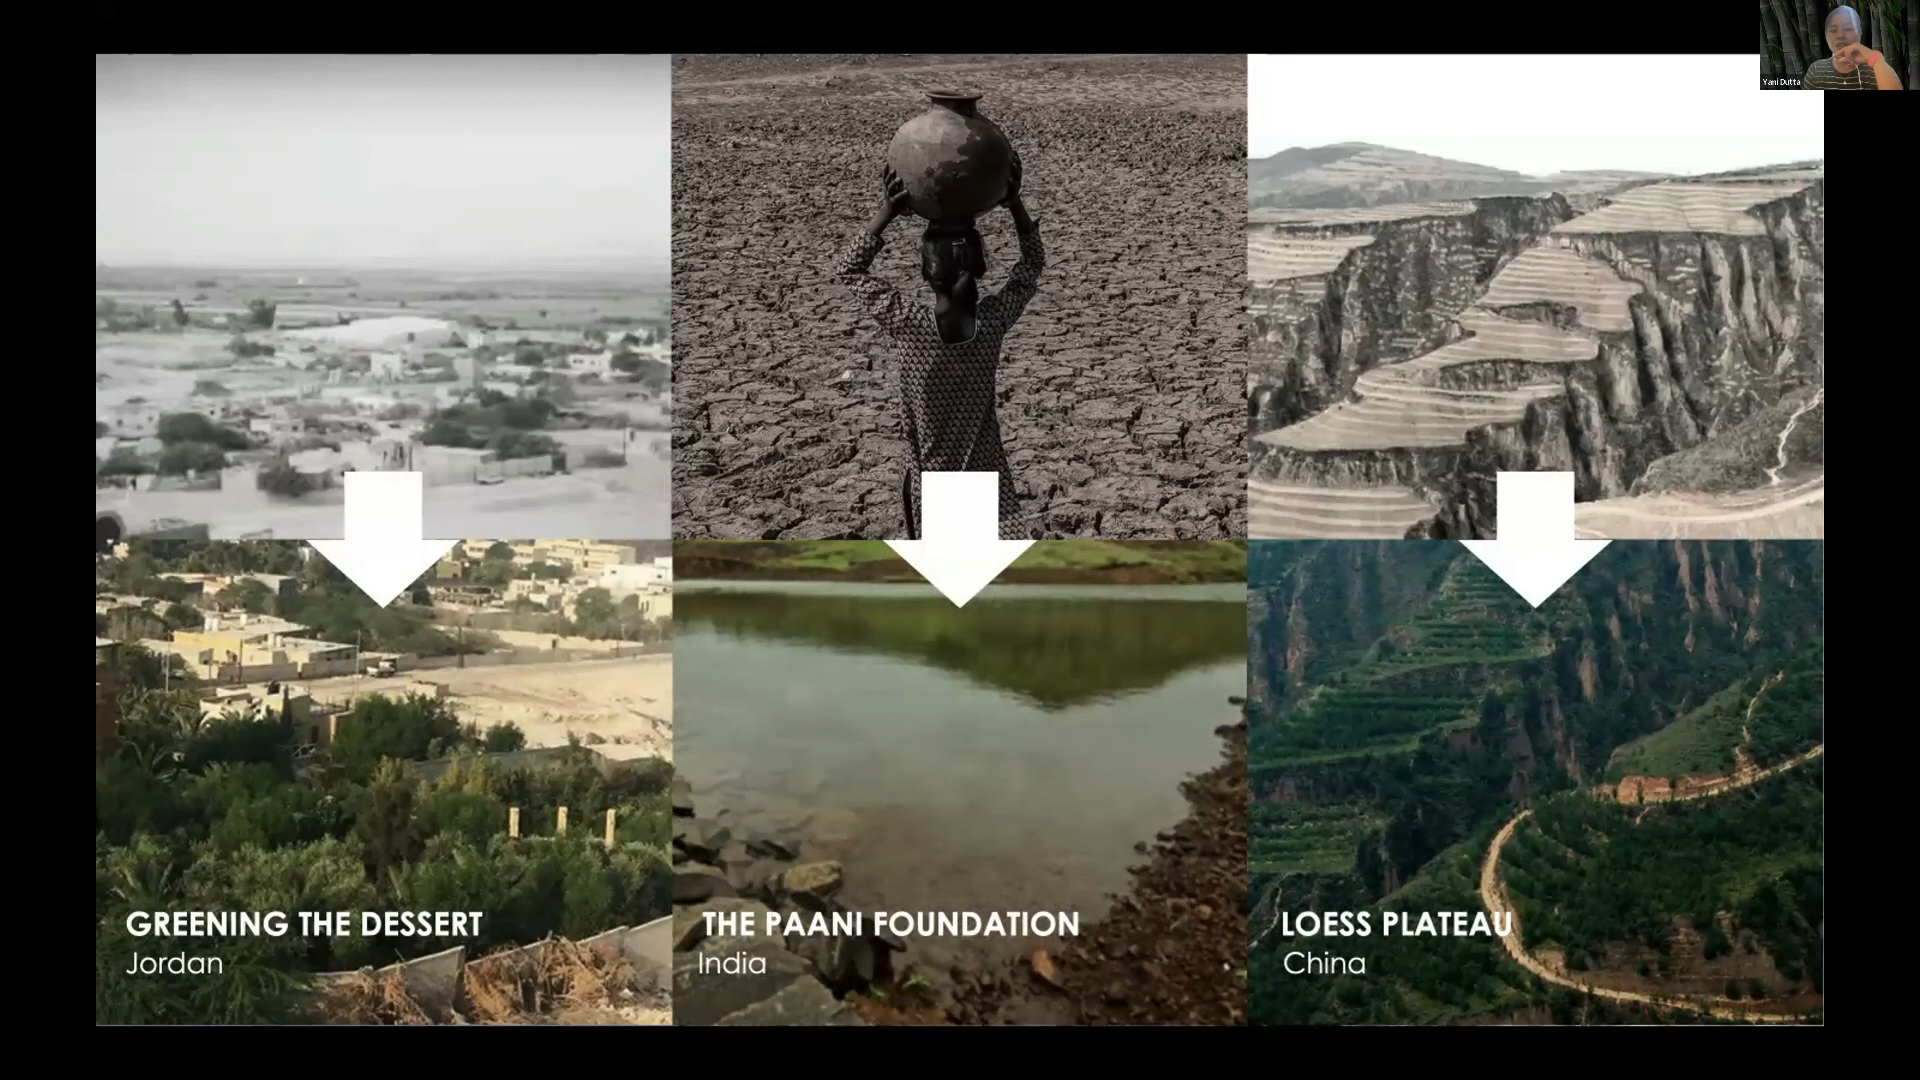 Yani Dutta
GREENING THE DESSERT
Jordan
THE PAANI FOUNDATION
India
LOESS PLATEAU
China